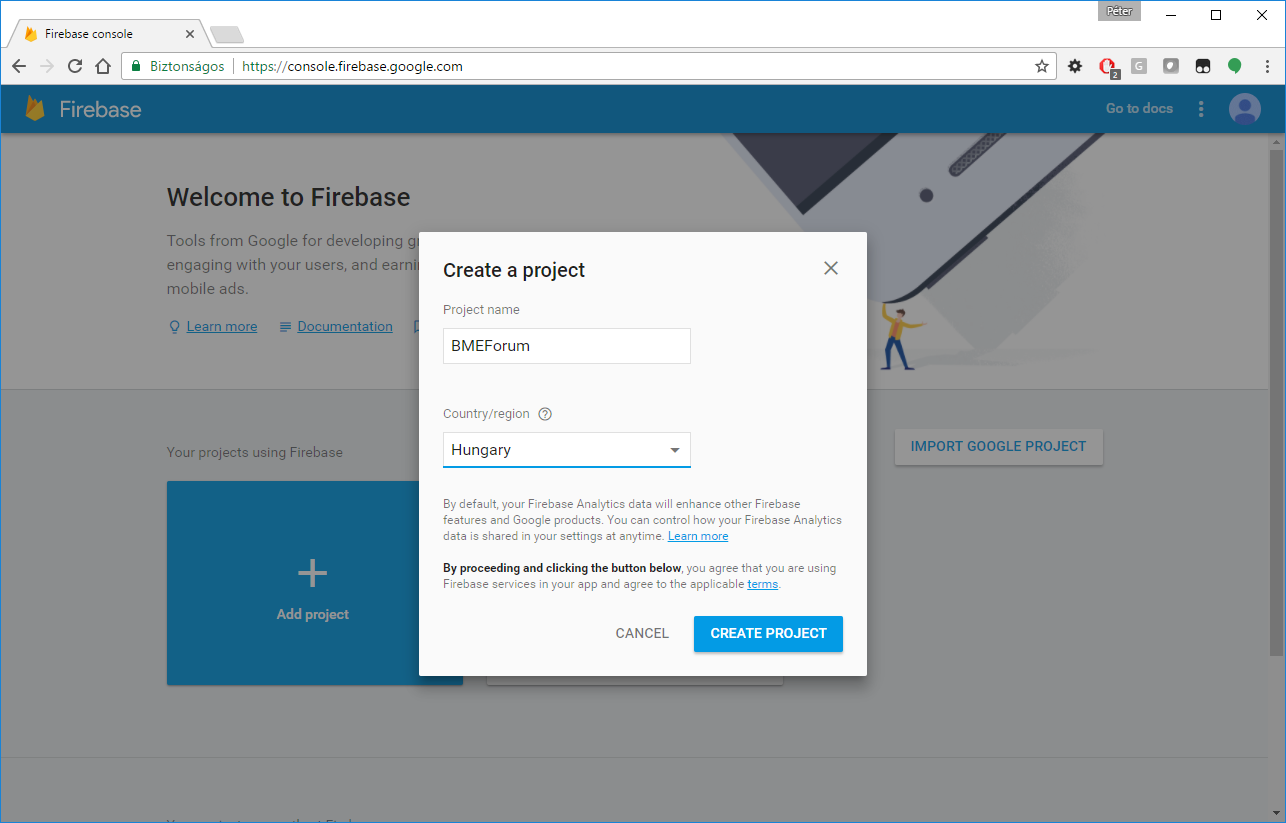 Péter
Firebase console
Biztonságos
https://console.firebase.google.com
2
G
Firebase
Go to docs
Welcome to Firebase
Tools from Google for developing
engaging with your users, and
mobile ads.
Learn more
Documentation
Create a project
Project name
BMEForum
Country/region ?
Hungary
By default, your Firebase Analytics data will enhance other Firebase
features and Google products. You can control how your Firebase Analytics
data is shared in your settings at anytime. Learn more
By proceeding and clicking the button below, you agree that you are using
Firebase services in your app and agree to the applicable terms.
CANCEL
CREATE PROJECT
Your projects using Firebase
IMPORT GOOGLE PROJECT
Add project